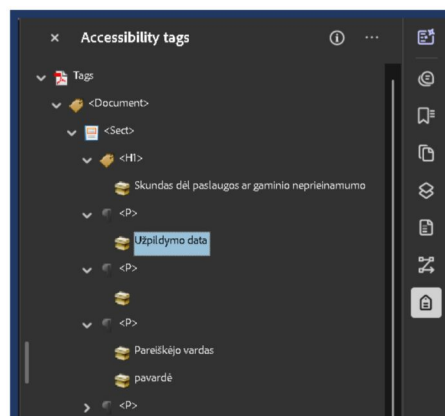 Accessibility tags
Tags
<Document>
<Sect>
<H1>
Skundas dėl paslaugos ar gaminio neprieinamumo
<P>
Užpildymo data
<P>
<P>
Pareiškėjo vardas
pavardė
<P>